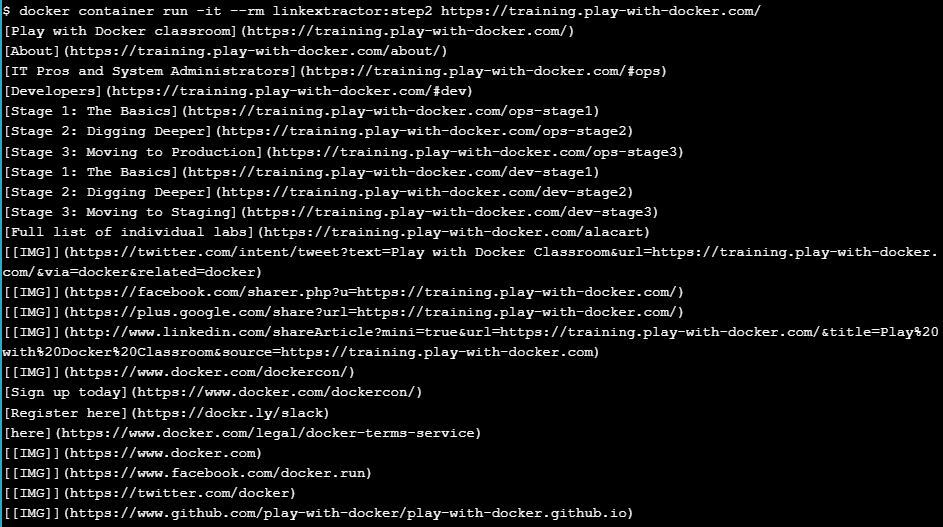 $ docker container run -it --rm linkextractor:step2 https://training.play-with-docker.com/
[Play with Docker classroom](https://training.play-with-docker.com/)
[About](https://training.play-with-docker.com/about/)
[IT Pros and System Administrators](https://training.play-with-docker.com/#ops)
[Developers](https://training.play-with-docker.com/#dev)
[Stage 1: The Basics](https://training.play-with-docker.com/ops-stage1)
[Stage 2: Digging Deeper](https://training.play-with-docker.com/ops-stage2)
[Stage 3: Moving to Production](https://training.play-with-docker.com/ops-stage3)
[Stage 1: The Basics](https://training.play-with-docker.com/dev-stage1)
[Stage 2: Digging Deeper](https://training.play-with-docker.com/dev-stage2)
[Stage 3: Moving to Staging](https://training.play-with-docker.com/dev-stage3)
[Full list of individual labs](https://training.play-with-docker.com/alacart)
[[IMG]](https://twitter.com/intent/tweet?text=Play with Docker Classroom&url=https://training.play-with-docker.
com/&via=docker&related=docker)
[[IMG]](https://facebook.com/sharer.php?u=https://training.play-with-docker.com/)
[[IMG]](https://plus.google.com/share?url=https://training.play-with-docker.com/)
[[IMG]](http://www.linkedin.com/shareArticle?mini=true&url=https://training.play-with-docker.com/&title=Play%20
with%20Docker%20Classroom&source=https://training.play-with-docker.com)
[[IMG]](https://www.docker.com/dockercon/)
[Sign up today](https://www.docker.com/dockercon/)
[Register here](https://dockr.ly/slack)
[here](https://www.docker.com/legal/docker-terms-service)
[[IMG]](https://www.docker.com)
[[IMG]](https://www.facebook.com/docker.run)
[[IMG]](https://twitter.com/docker)
[[IMG]](https://www.github.com/play-with-docker/play-with-docker.github.io)